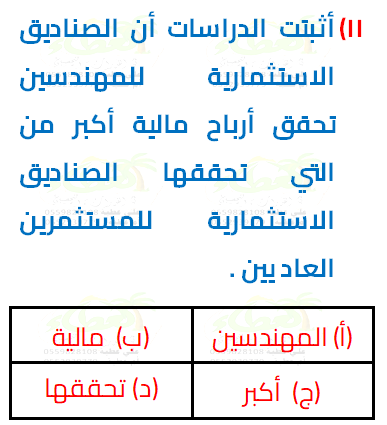 ١١) أثبتت الدراسات أن الصناديق
الاستثمارية للمهندسين
تحقق أرباح مالية أكبر من
التي تحققها الصناديق
الاستثمارية للمستثمرين
العاديين .
(أ) المهندسين (ب) مالية
(ج) أكبر (د) تحققها